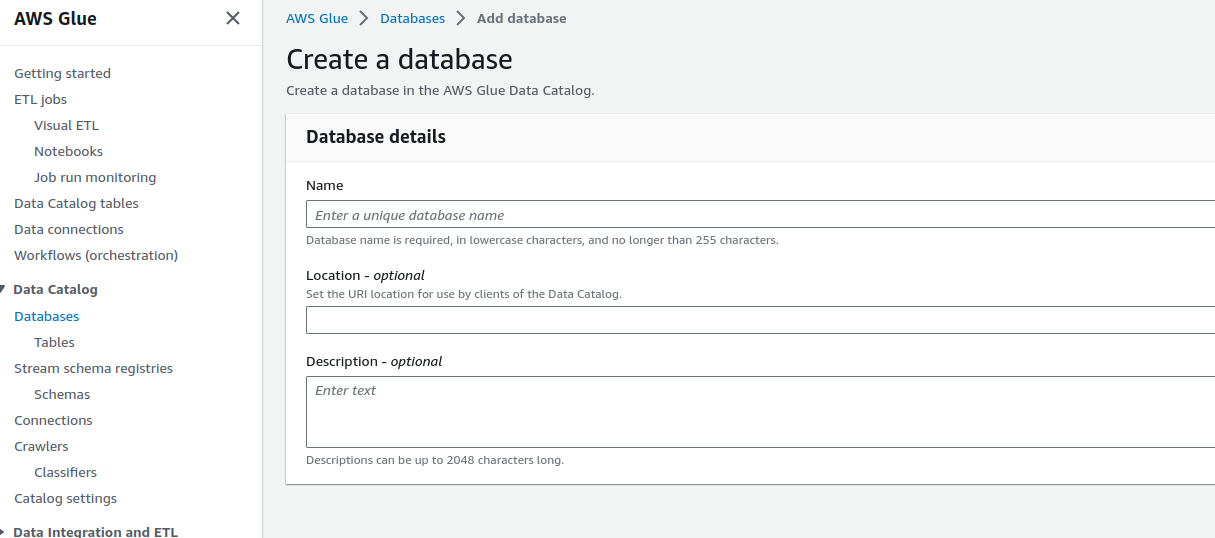 AWS Glue
Getting started
ETL jobs
Visual ETL
Notebooks
Job run monitoring
Data Catalog tables
Data connections
Workflows (orchestration)
Data Catalog
Databases
Tables
Stream schema registries
Schemas
Connections
Crawlers
Classifiers
Catalog settings
Data Integration and ETL
AWS Glue > Databases > Add database
Create a database
Create a database in the AWS Glue Data Catalog.
Database details
Name
Enter a unique database name
Database name is required, in lowercase characters, and no longer than 255 characters.
Location - optional
Set the URI location for use by clients of the Data Catalog.
Description - optional
Enter text
Descriptions can be up to 2048 characters long.